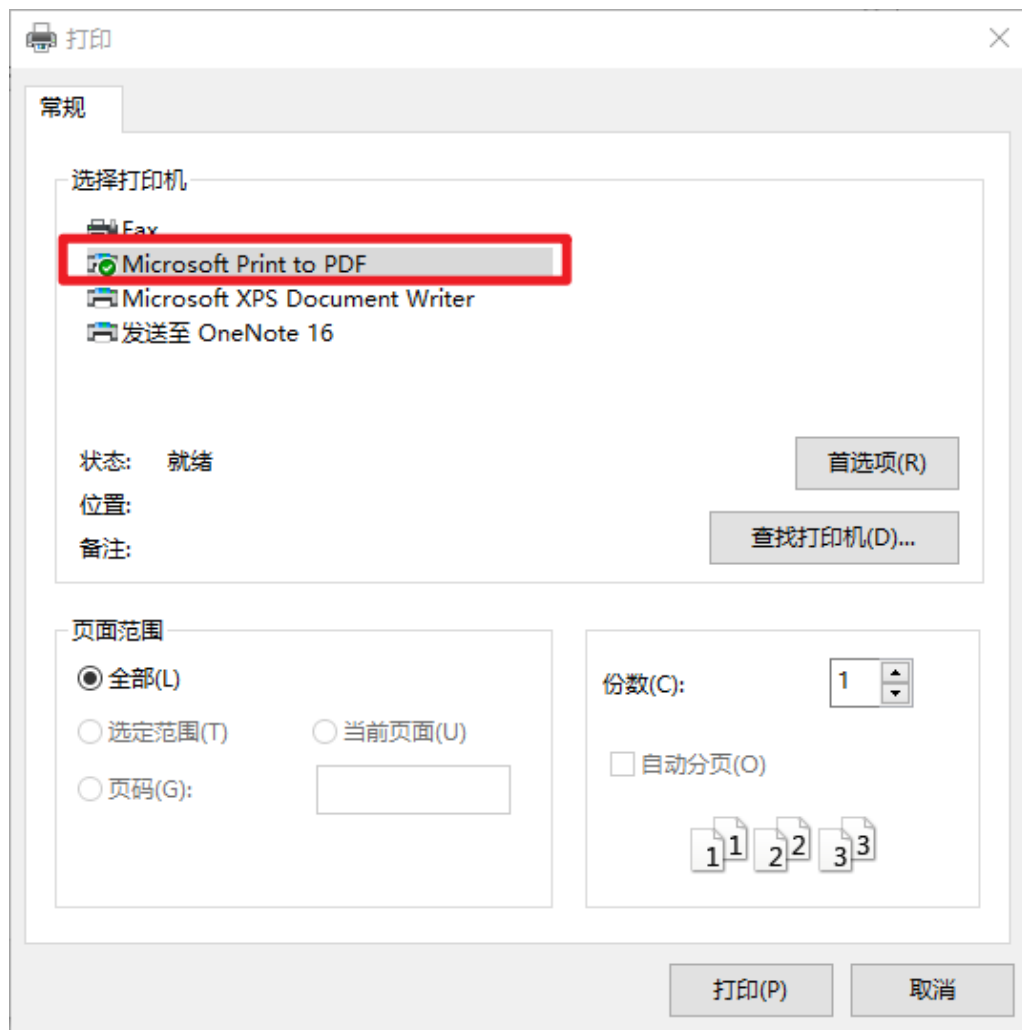 打印
常规
选择打印机
Fax
Microsoft Print to PDF
Microsoft XPS Document Writer
发送至 OneNote 16
状态: 就绪
首选项(R)
位置:
查找打印机(D)...
备注:
页面范围
全部(L)
份数(C): 1
选定范围(T) 当前页面(U)
自动分页(O)
页码(G):
1 1 2 2 3 3
打印(P) 取消